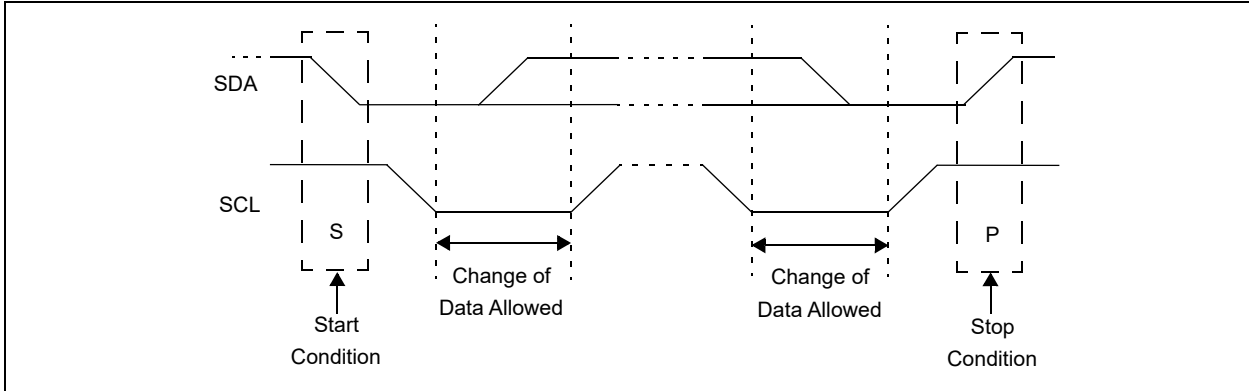 SDA
SCL
S
P
Change of
Data Allowed
Change of
Data Allowed
Start
Condition
Stop
Condition